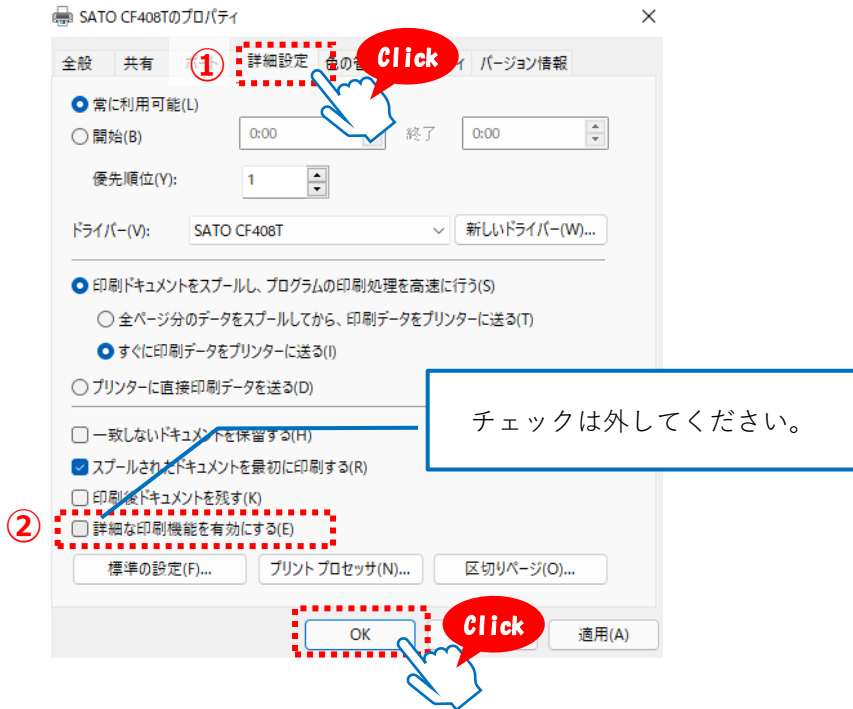 SATO CF408Tのプロパティ
全般 共有 ① 詳細設定 Click バージョン情報
常に利用可能(L)
開始(B) 0:00 終了 0:00
優先順位(Y): 1
ドライバー(V): SATO CF408T 新しいドライバー(W)...
印刷ドキュメントをスプールし、プログラムの印刷処理を高速に行う(S)
全ページ分のデータをスプールしてから、印刷データをプリンターに送る(T)
すぐに印刷データをプリンターに送る(I)
プリンターに直接印刷データを送る(D)
チェックは外してください。
一致しないドキュメントを保留する(H)
スプールされたドキュメントを最初に印刷する(R)
印刷後ドキュメントを残す(K)
② 詳細な印刷機能を有効にする(E)
標準の設定(F)... プリント プロセッサ(N)... 区切りページ(O)...
OK Click 適用(A)